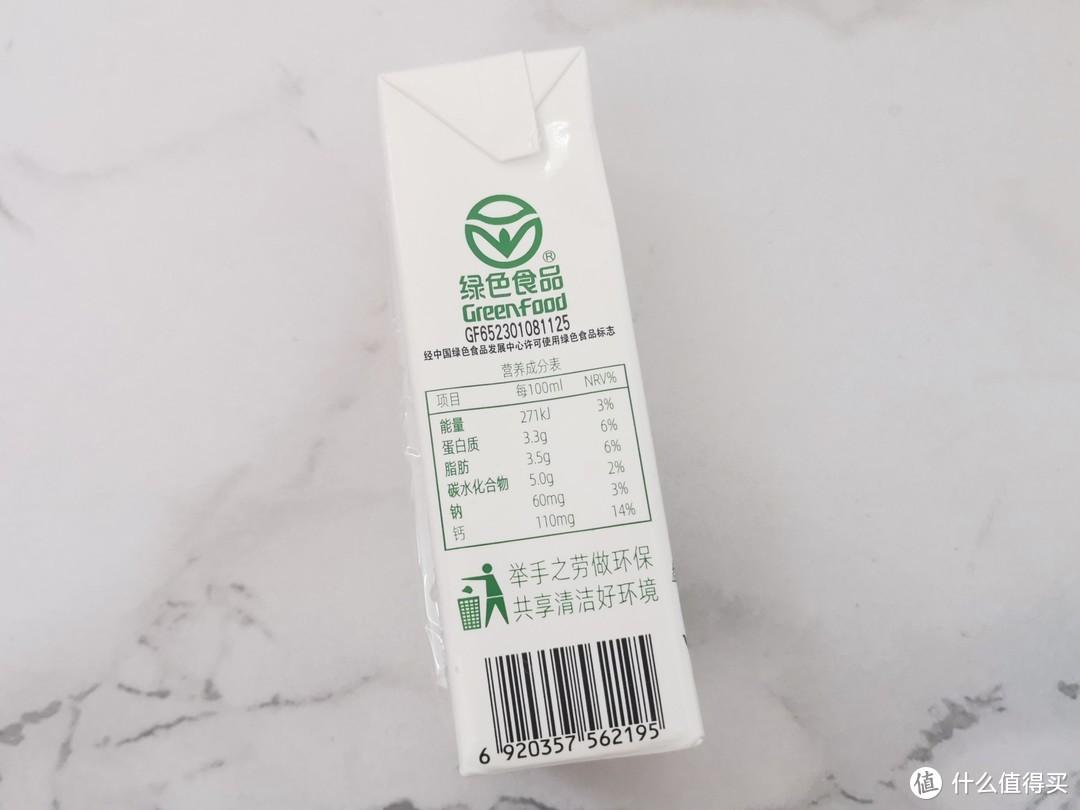 ®
绿色食品
Greenfood
GF652301081125
经中国绿色食品发展中心许可使用绿色食品标志
营养成分表
项目 每100ml NRV%
能量 271kJ 3%
蛋白质 3.3g 6%
脂肪 3.5g 6%
碳水化合物 5.0g 2%
钠 60mg 3%
钙 110mg 14%
举手之劳做环保
共享清洁好环境
6 920357 562195
值 什么值得买